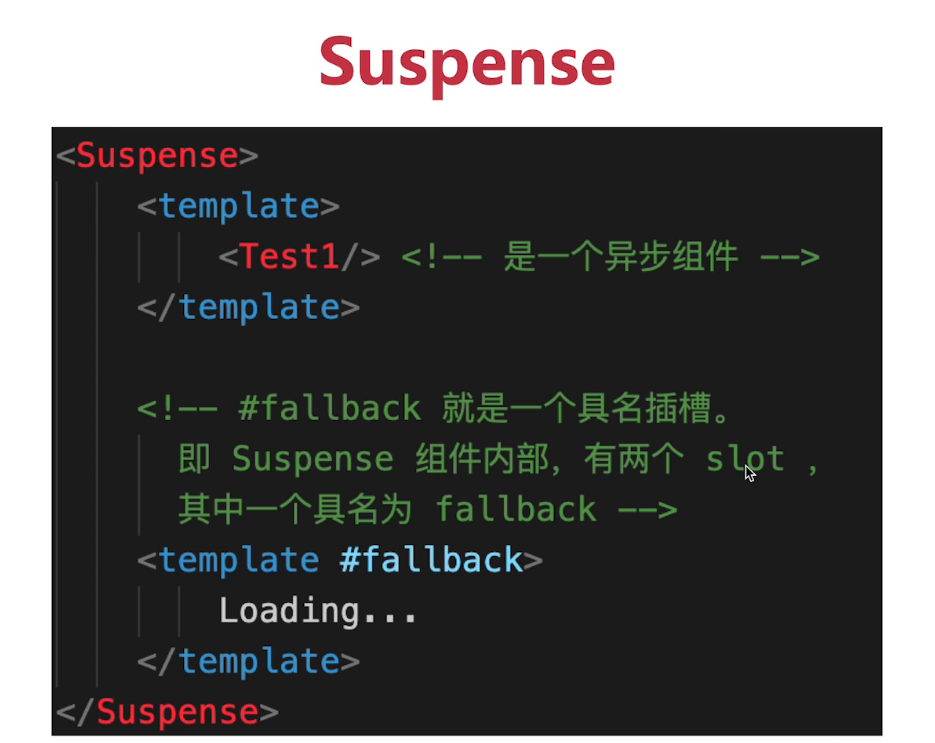 Suspense
<Suspense>
<template>
<Test1/> <!-- 是一个异步组件 -->
</template>
<!-- #fallback 就是一个具名插槽。
即 Suspense 组件内部，有两个 slot ，
其中一个具名为 fallback -->
<template #fallback>
Loading...
</template>
</Suspense>